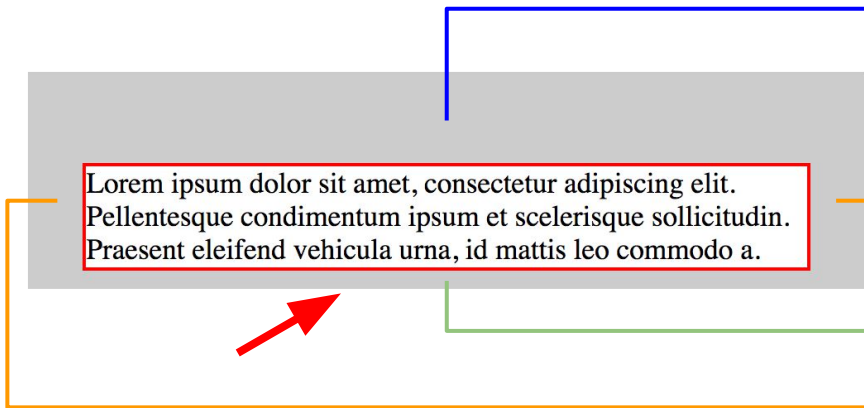 Lorem ipsum dolor sit amet, consectetur adipiscing elit.
Pellentesque condimentum ipsum et scelerisque sollicitudin.
Praesent eleifend vehicula urna, id mattis leo commodo a.